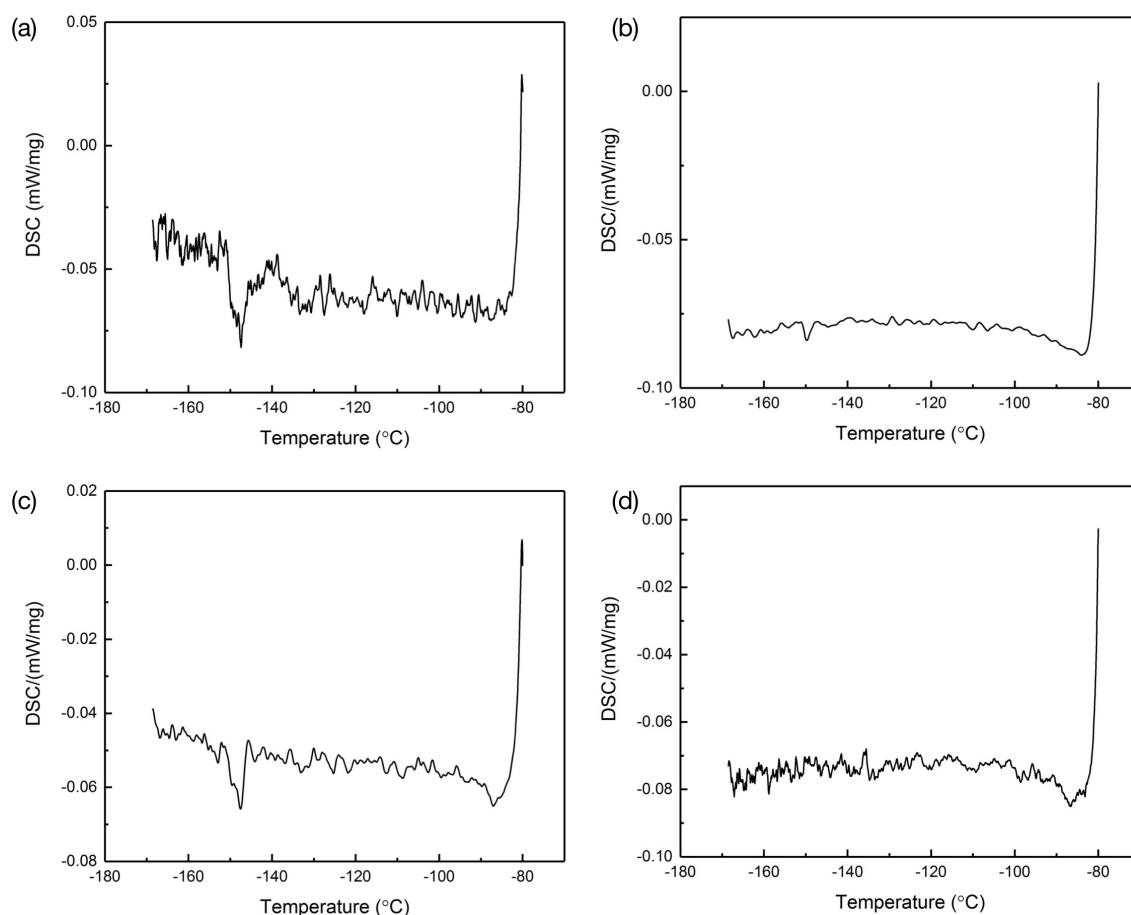 (a)
0.05
0.00
-0.05
-0.10
DSC (mW/mg)
-180 -160 -140 -120 -100 -80
Temperature (°C)
(b)
0.00
-0.05
-0.10
DSC/(mW/mg)
-180 -160 -140 -120 -100 -80
Temperature (°C)
(c)
0.02
0.00
-0.02
-0.04
-0.06
-0.08
DSC/(mW/mg)
-180 -160 -140 -120 -100 -80
Temperature (°C)
(d)
0.00
-0.02
-0.04
-0.06
-0.08
-0.10
DSC/(mW/mg)
-180 -160 -140 -120 -100 -80
Temperature (°C)